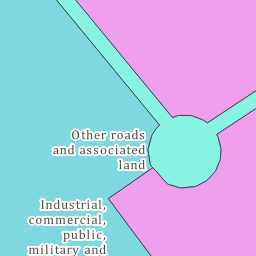 Other roads
and associated
land
Industrial,
commercial,
public,
military and